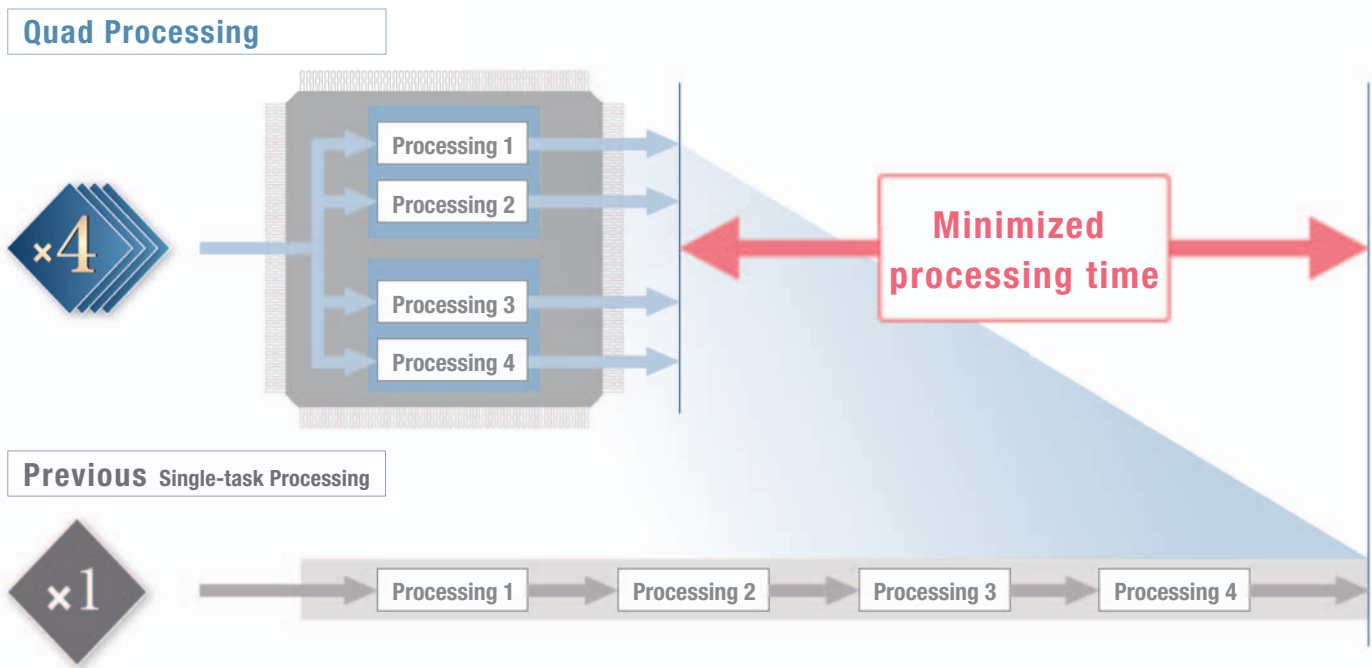 Quad Processing
×4
Processing 1
Processing 2
Processing 3
Processing 4
Minimized
processing time
Previous Single-task Processing
×1
Processing 1
Processing 2
Processing 3
Processing 4